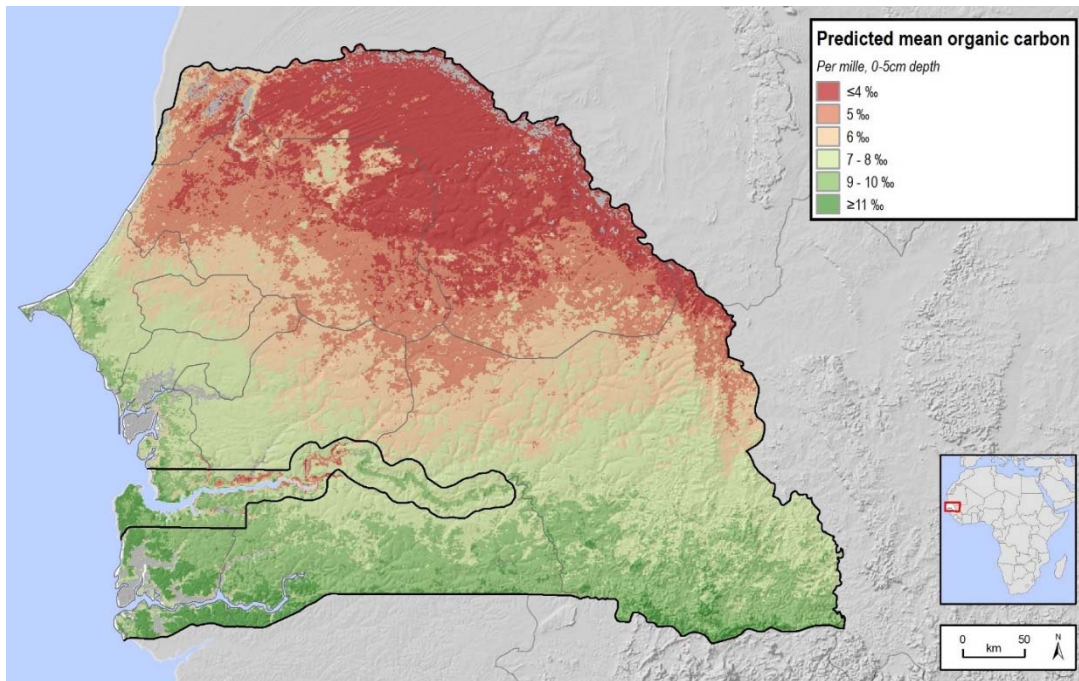 Predicted mean organic carbon
Per mille, 0-5cm depth
≤4 ‰
5 ‰
6 ‰
7 - 8 ‰
9 - 10 ‰
≥11 ‰
0 50
km
N